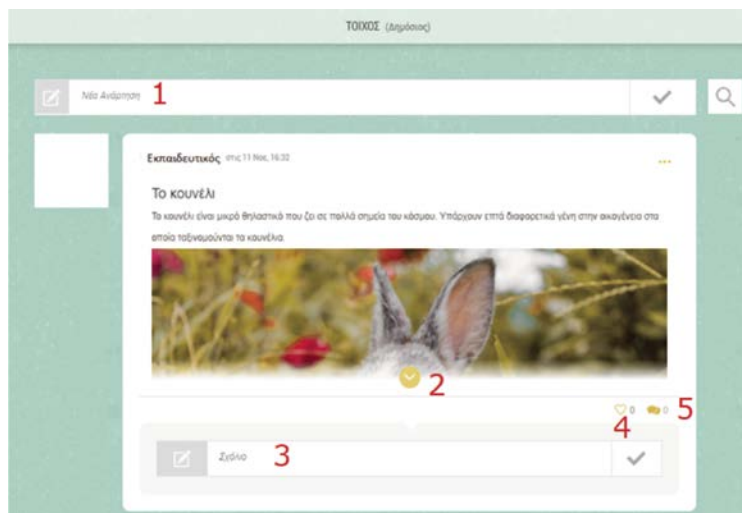 ΤΟΙΧΟΣ (Δημόσιος)
Νέα Ανάρτηση 1
Εκπαιδευτικός στις 11 Νοε, 16:32
Το κουνέλι
Το κουνέλι είναι μικρό θηλαστικό που ζει σε πολλά σημεία του κόσμου. Υπάρχουν επτά διαφορετικά γένη στην οικογένεια στα
οποία ταξινομούνται τα κουνέλια.
2
0 0 5
4
Σχόλιο 3